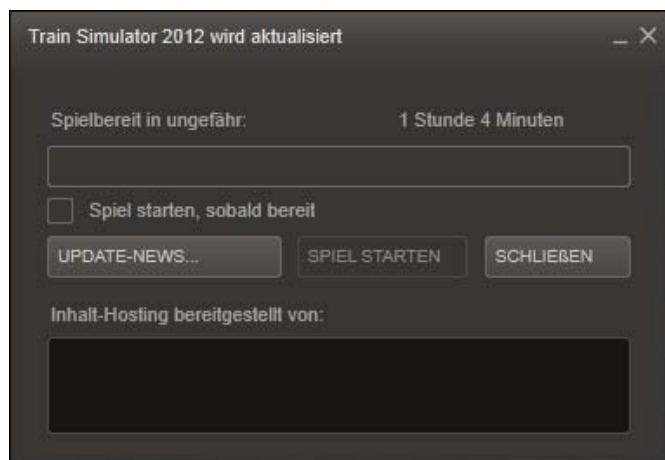 Train Simulator 2012 wird aktualisiert
Spielbereit in ungefähr: 1 Stunde 4 Minuten
Spiel starten, sobald bereit
UPDATE-NEWS... SPIEL STARTEN SCHLIEßEN
Inhalt-Hosting bereitgestellt von: